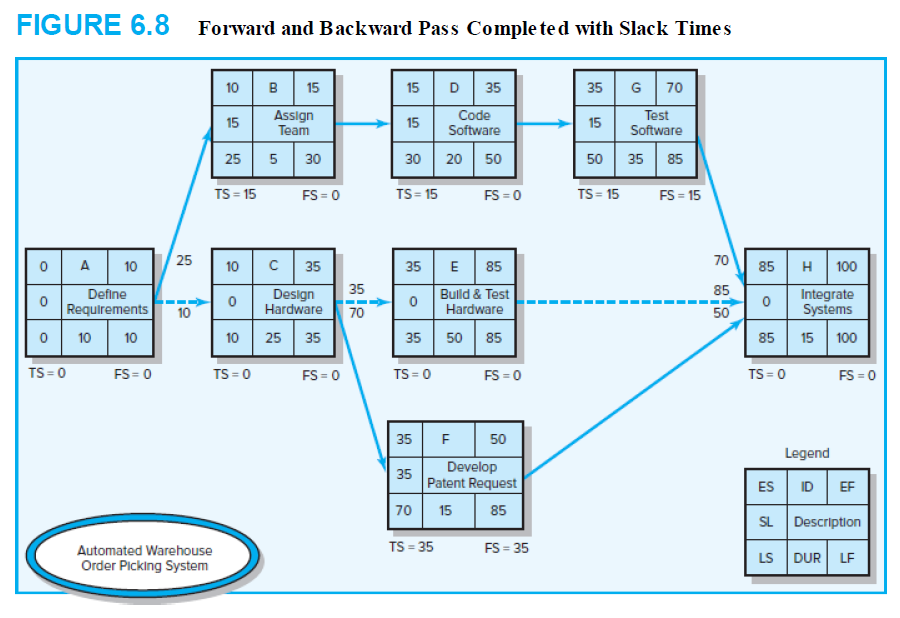 FIGURE 6.8 Forward and Backward Pass Completed with Slack Times
10 B 15
15 Assign
Team
25 5 30
TS = 15 FS = 0
15 D 35
15 Code
Software
30 20 50
TS = 15 FS = 0
35 G 70
15 Test
Software
50 35 85
TS = 15 FS = 15
0 A 10
0 Define
Requirements
0 10 10
TS = 0 FS = 0
25
10
10 C 35
0 Design
Hardware
10 25 35
TS = 0 FS = 0
35
70
35 E 85
0 Build & Test
Hardware
35 50 85
TS = 0 FS = 0
70
85
50
85 H 100
0 Integrate
Systems
85 15 100
TS = 0 FS = 0
35 F 50
35 Develop
Patent Request
70 15 85
TS = 35 FS = 35
Automated Warehouse
Order Picking System
Legend
ES ID EF
SL Description
LS DUR LF